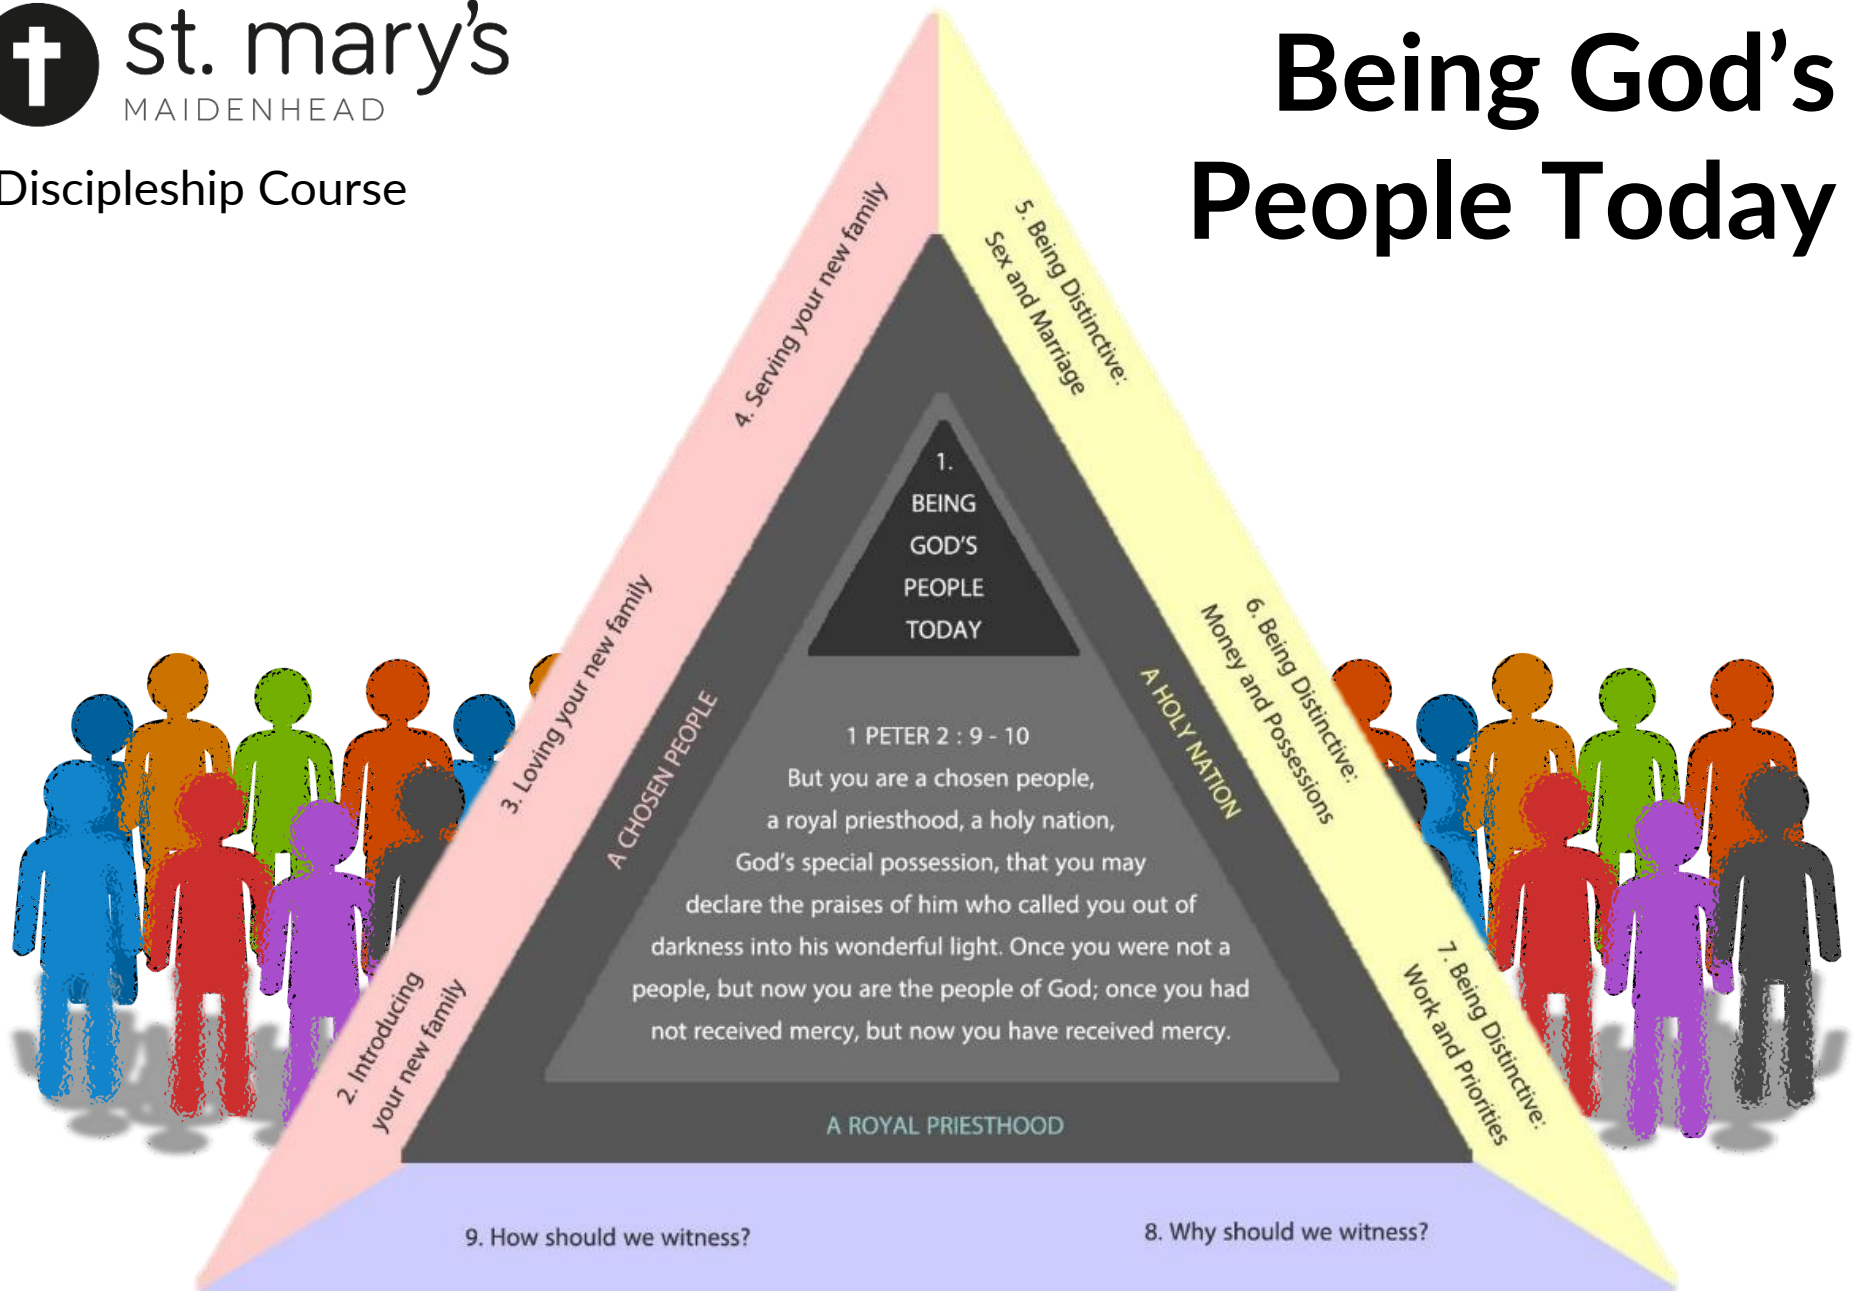 st. mary's
MAIDENHEAD
Discipleship Course
Being God's
People Today
4. Serving your new family
3. Loving your new family
2. Introducing
your new family
5. Being Distinctive:
Sex and Marriage
6. Being Distinctive:
Money and Possessions
7. Being Distinctive:
Work and Priorities
A CHOSEN PEOPLE
A HOLY NATION
1.
BEING
GOD'S
PEOPLE
TODAY
1 PETER 2 : 9 - 10
But you are a chosen people,
a royal priesthood, a holy nation,
God's special possession, that you may
declare the praises of him who called you out of
darkness into his wonderful light. Once you were not a
people, but now you are the people of God; once you had
not received mercy, but now you have received mercy.
A ROYAL PRIESTHOOD
9. How should we witness?
8. Why should we witness?